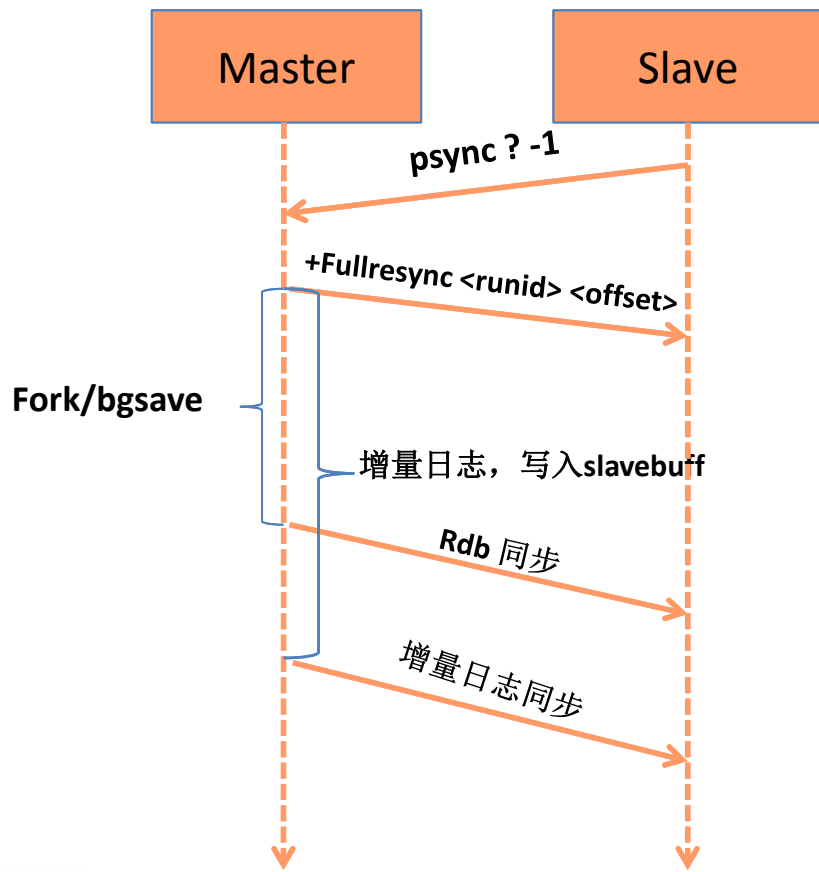 Master
Slave
psync ? -1
+Fullresync <runid> <offset>
Fork/bgsave
增量日志，写入slavebuff
Rdb 同步
增量日志同步